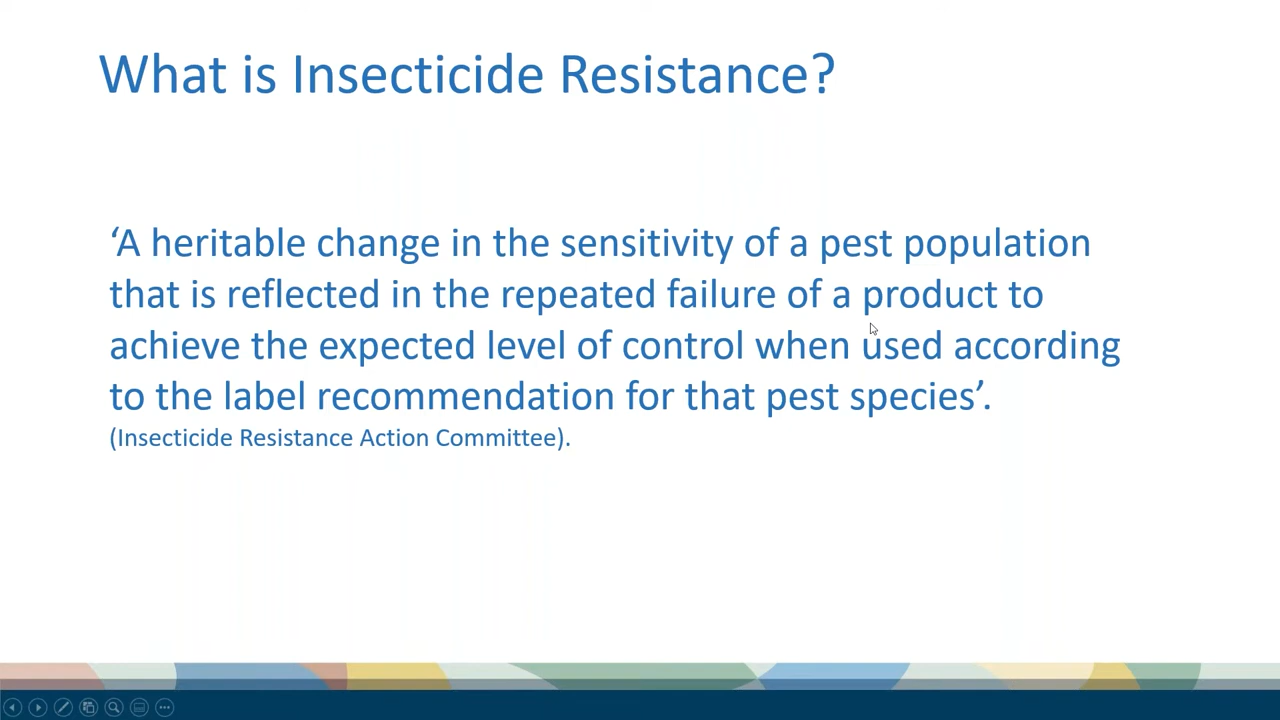 What is Insecticide Resistance?
‘A heritable change in the sensitivity of a pest population
that is reflected in the repeated failure of a product to
achieve the expected level of control when used according
to the label recommendation for that pest species’.
(Insecticide Resistance Action Committee).